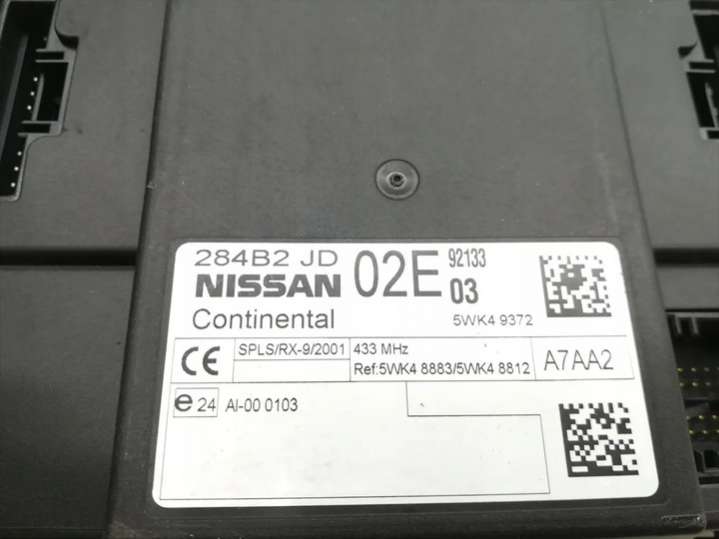 284B2 JD 02E 92133
NISSAN 03
Continental 5WK4 9372
CE SPLS/RX-9/2001 433 MHz A7AA2
Ref:5WK4 8883/5WK4 8812
e 24 AI-00 0103